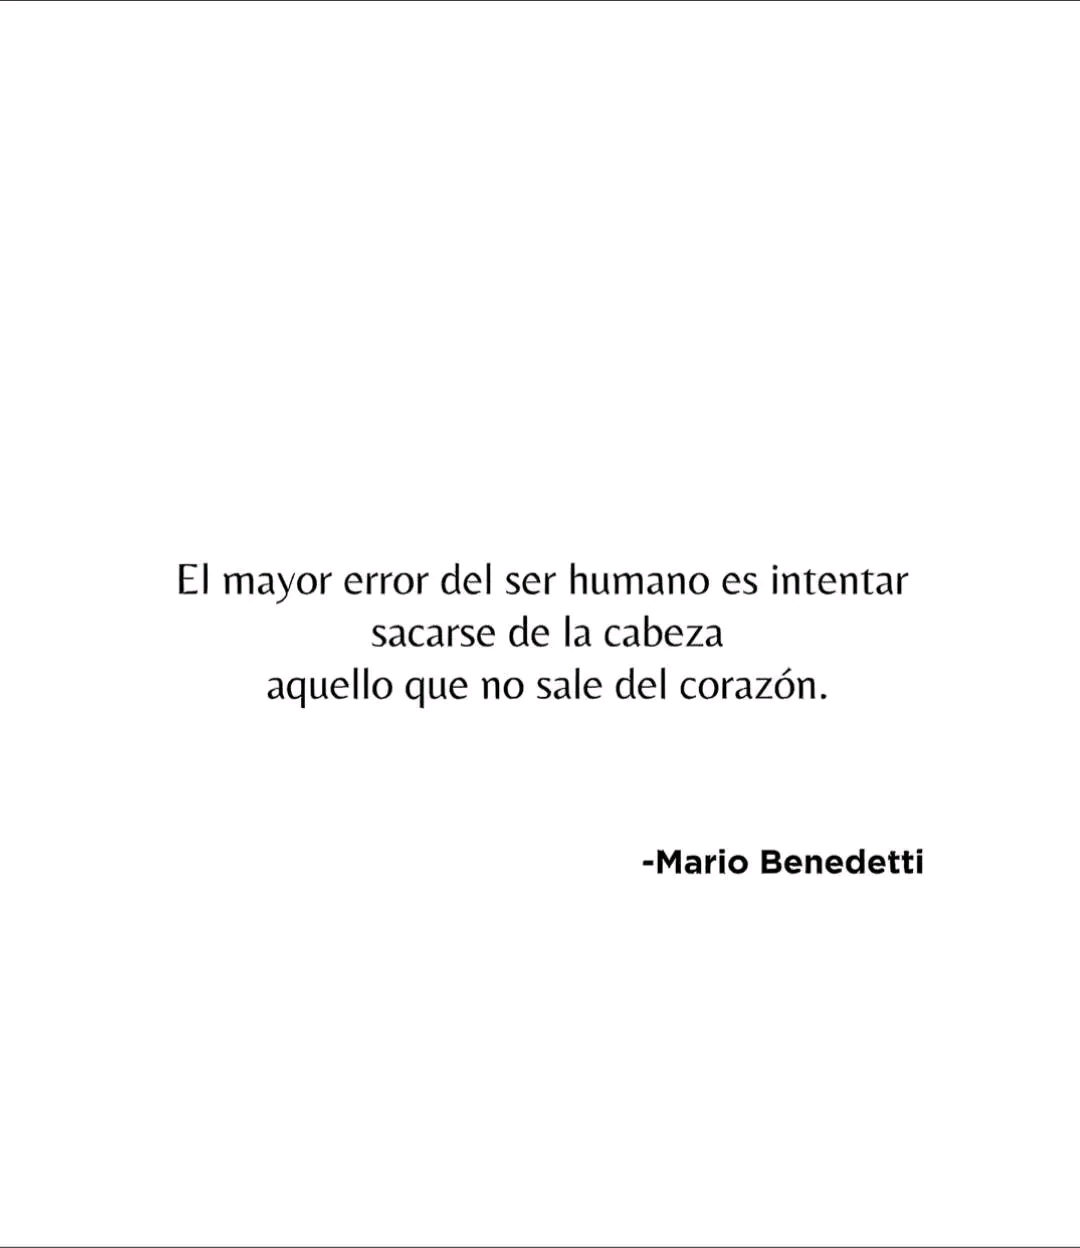 El mayor error del ser humano es intentar
sacarse de la cabeza
aquello que no sale del corazón.
-Mario Benedetti